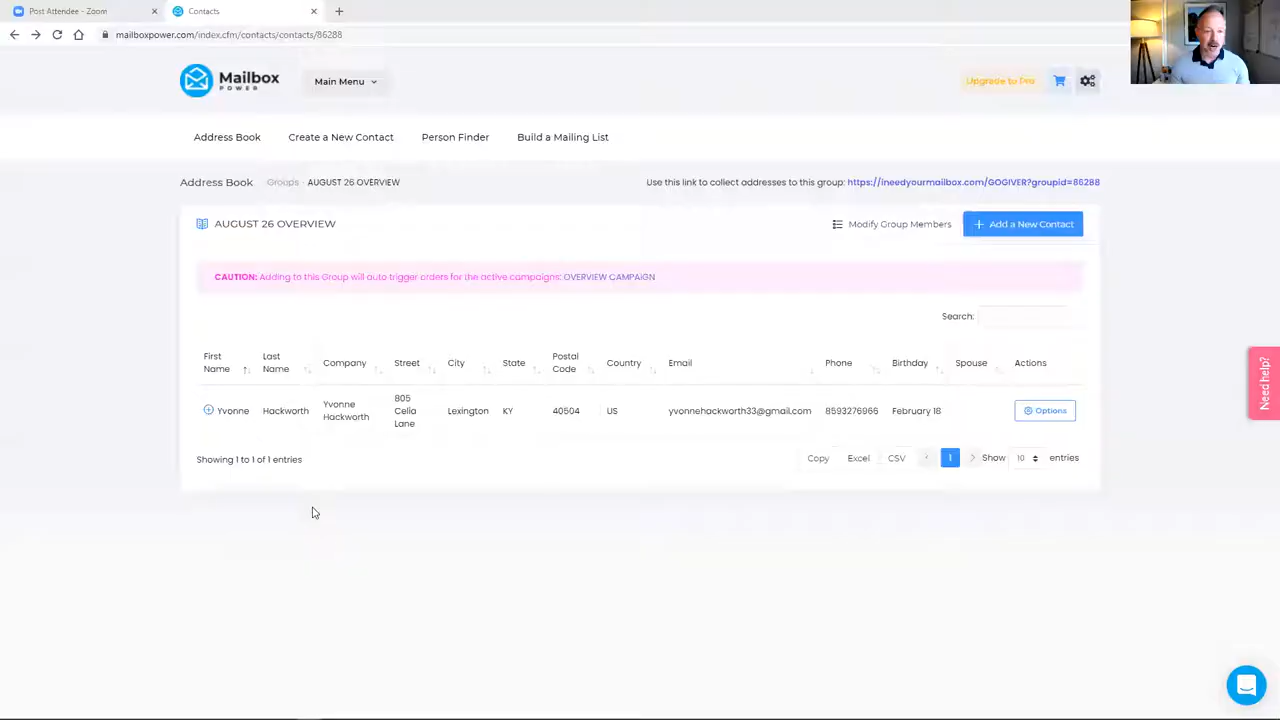 Post Attendee - Zoom
Contacts
mailboxpower.com/index.cfm/contacts/contacts/86288
Mailbox
POWER
Main Menu
Upgrade to Pro
Address Book
Create a New Contact
Person Finder
Build a Mailing List
Address Book
Groups · AUGUST 26 OVERVIEW
Use this link to collect addresses to this group: https://ineedyourmailbox.com/GOGIVER?groupid=86288
AUGUST 26 OVERVIEW
Modify Group Members
+ Add a New Contact
CAUTION: Adding to this Group will auto trigger orders for the active campaigns: OVERVIEW CAMPAIGN
Search:
First Name
Last Name
Company
Street
City
State
Postal Code
Country
Email
Phone
Birthday
Spouse
Actions
Yvonne
Hackworth
Yvonne Hackworth
805 Celia Lane
Lexington
KY
40504
US
yvonnehackworth33@gmail.com
8593276966
February 18
Options
Showing 1 to 1 of 1 entries
Copy
Excel
CSV
‹
1
›
Show 10 entries
Need help?